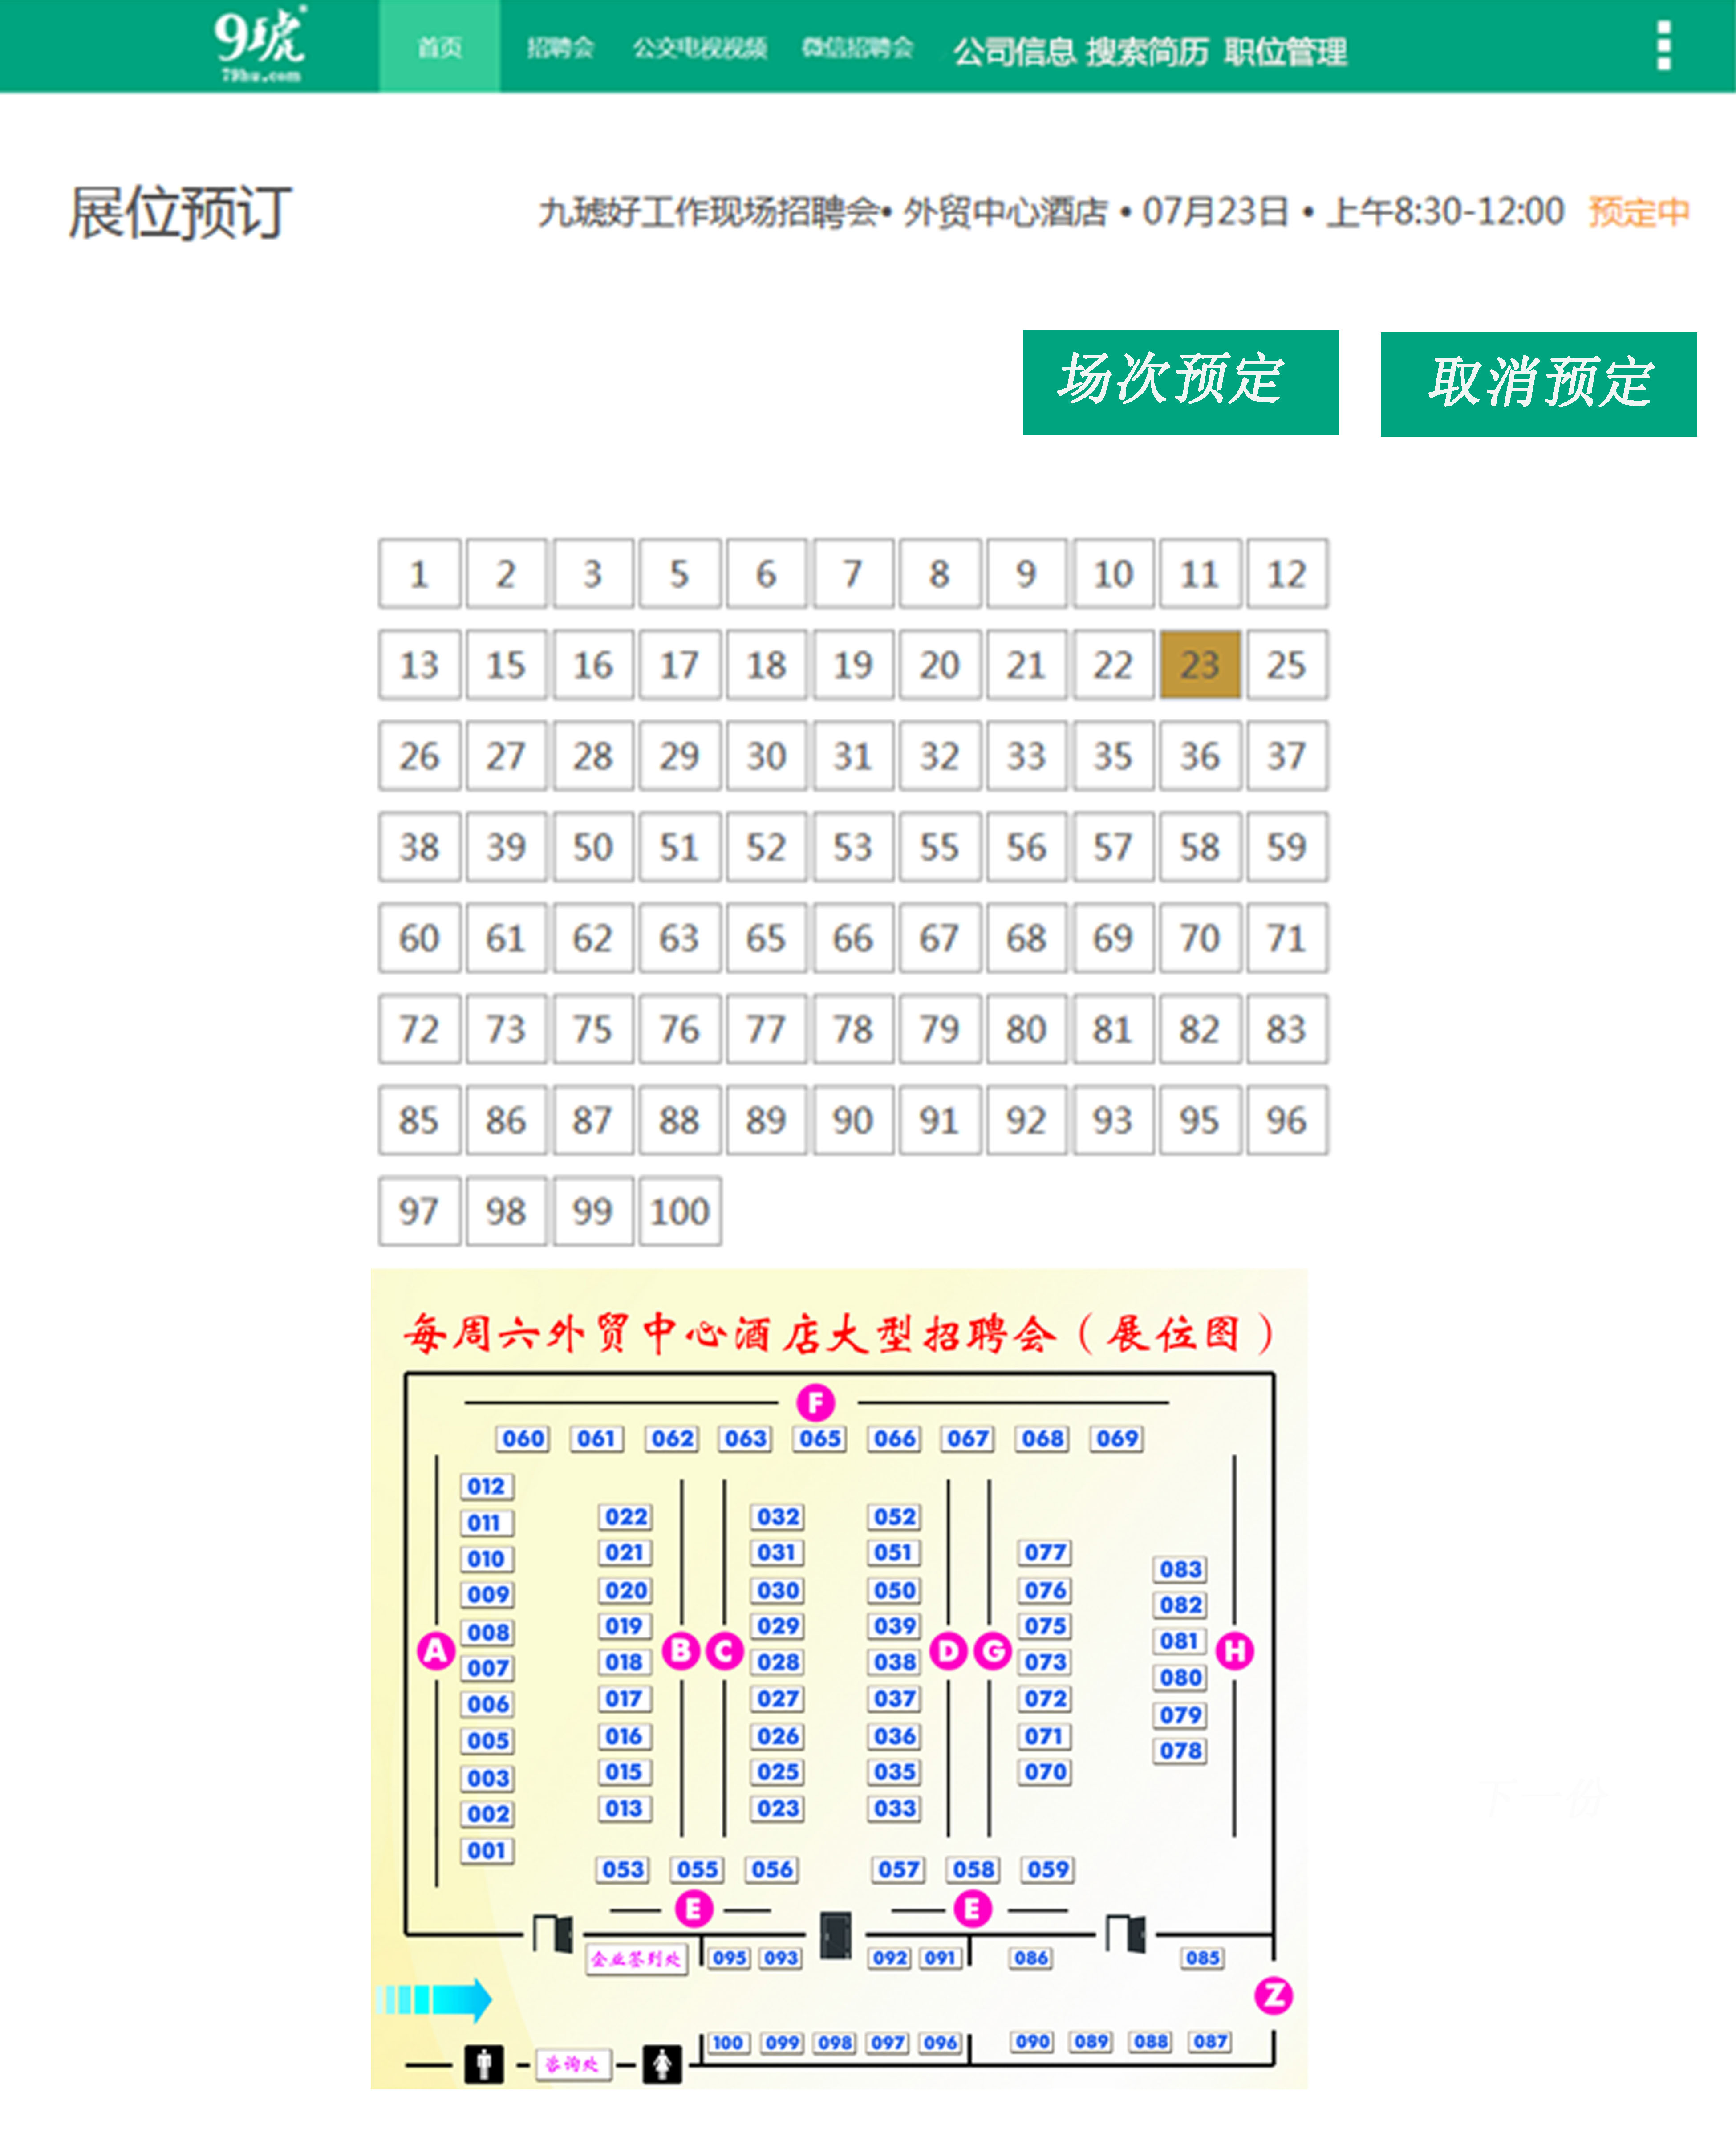 9琥
79hu.com
首页 招聘会 公交电视视频 微信招聘会 公司信息 搜索简历 职位管理
展位预订
九琥好工作现场招聘会• 外贸中心酒店 • 07月23日 • 上午8:30-12:00 预定中
场次预定 取消预定
1 2 3 5 6 7 8 9 10 11 12
13 15 16 17 18 19 20 21 22 23 25
26 27 28 29 30 31 32 33 35 36 37
38 39 50 51 52 53 55 56 57 58 59
60 61 62 63 65 66 67 68 69 70 71
72 73 75 76 77 78 79 80 81 82 83
85 86 87 88 89 90 91 92 93 95 96
97 98 99 100
每周六外贸中心酒店大型招聘会（展位图）
F
060 061 062 063 065 066 067 068 069
012
011
010
009
008
007
006
005
003
002
001
A
022
021
020
019
018
017
016
015
013
B C
032
031
030
029
028
027
026
025
023
052
051
050
039
038
037
036
035
033
D G
077
076
075
073
072
071
070
083
082
081
080
079
078
H
053 055 056 057 058 059
E E
企业签到处 095 093 092 091 086 085
Z
100 099 098 097 096 090 089 088 087
咨询处